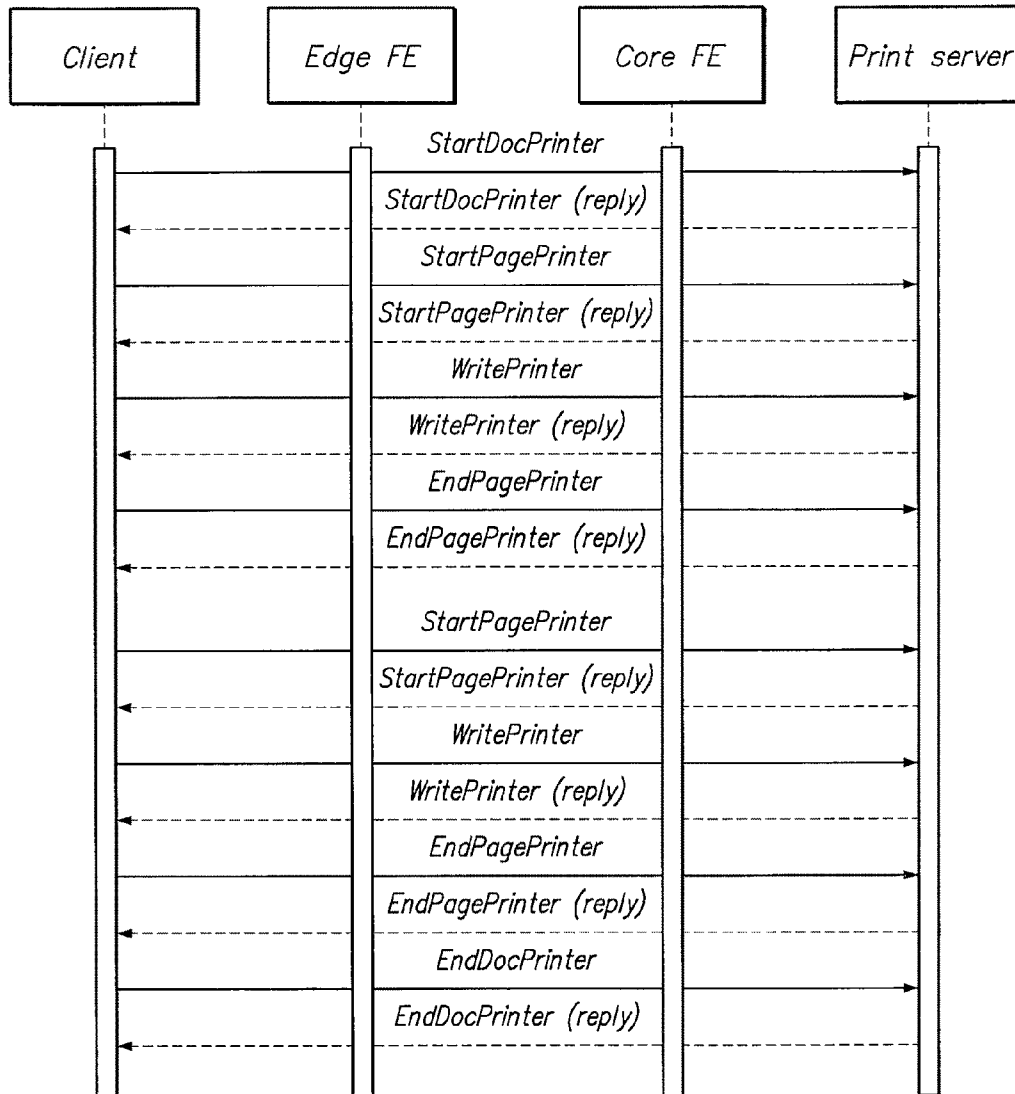 Client
Edge FE
Core FE
Print server
StartDocPrinter
StartDocPrinter (reply)
StartPagePrinter
StartPagePrinter (reply)
WritePrinter
WritePrinter (reply)
EndPagePrinter
EndPagePrinter (reply)
StartPagePrinter
StartPagePrinter (reply)
WritePrinter
WritePrinter (reply)
EndPagePrinter
EndPagePrinter (reply)
EndDocPrinter
EndDocPrinter (reply)